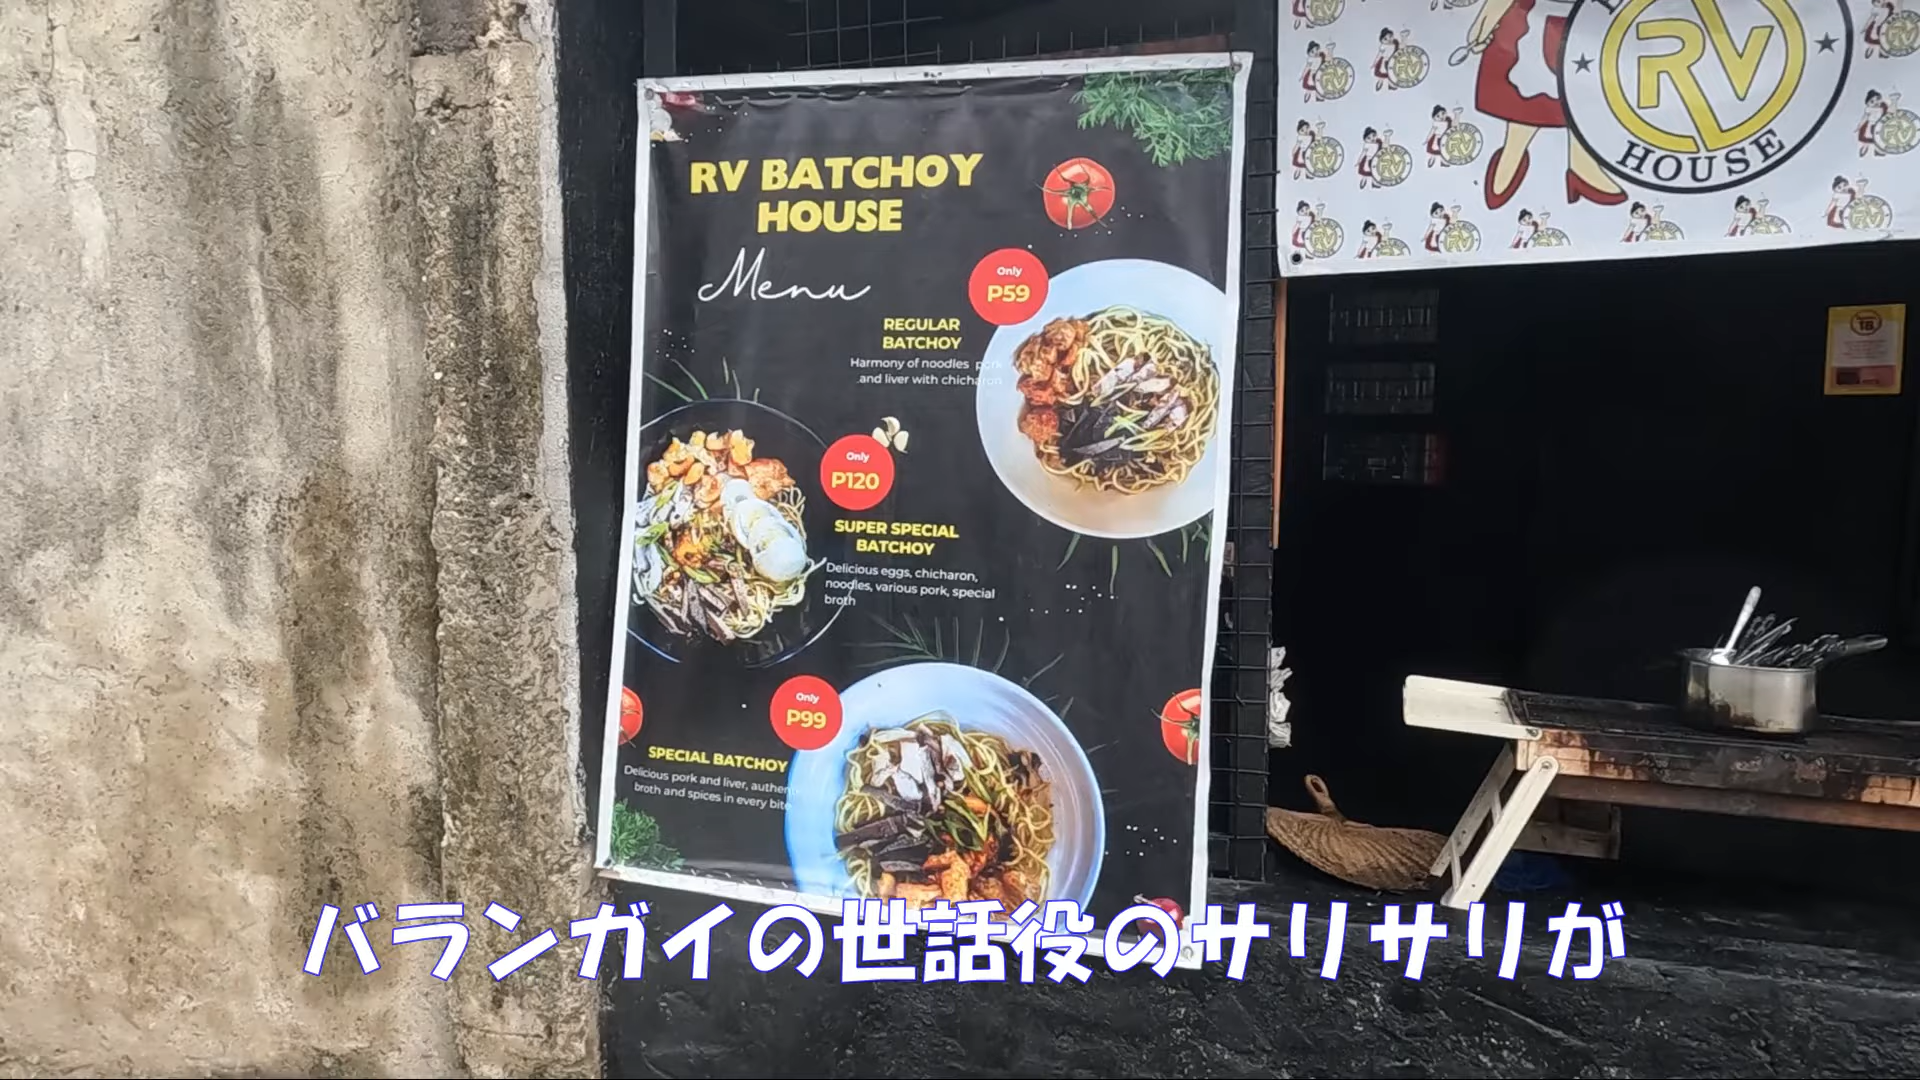 RV BATCHOY
HOUSE
Menu
Only
P59
REGULAR
BATCHOY
Harmony of noodles pork
and liver with chicharon
Only
P120
SUPER SPECIAL
BATCHOY
Delicious eggs, chicharon,
noodles, various pork, special
broth
Only
P99
SPECIAL BATCHOY
Delicious pork and liver,
broth and spices in every bite
RV
HOUSE
18
バランガイの世話役のサリサリが